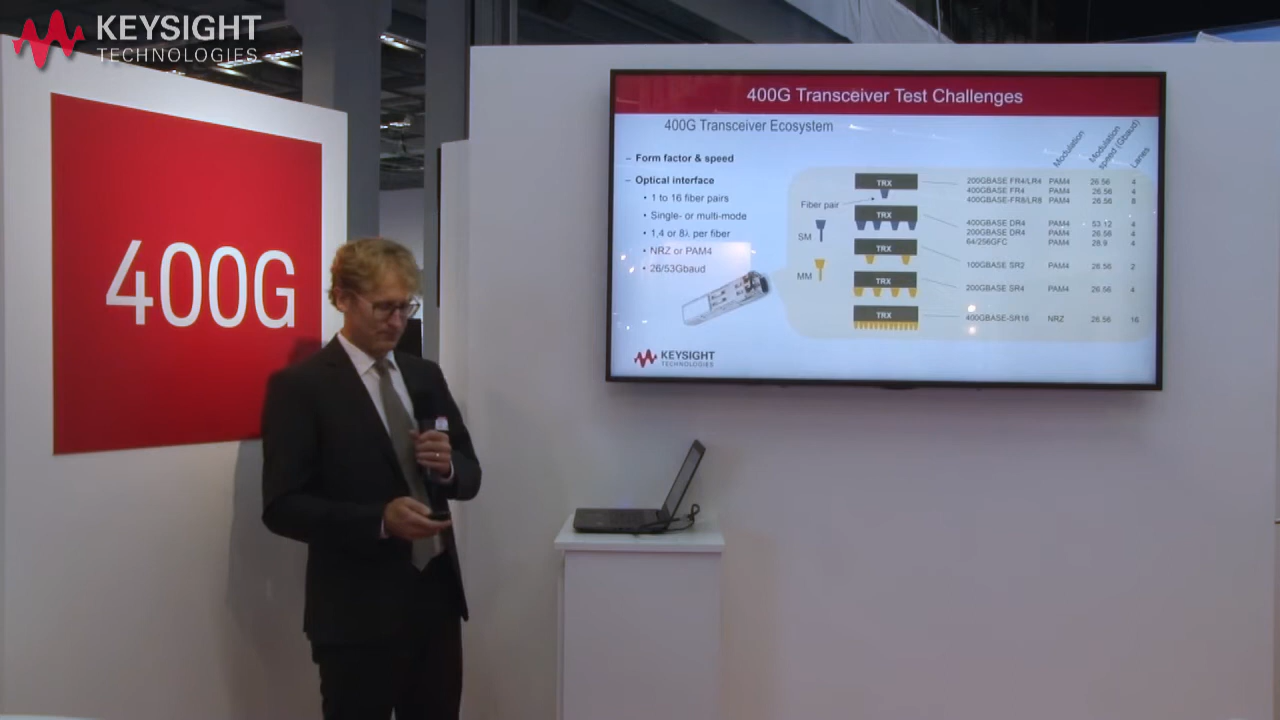 KEYSIGHT
TECHNOLOGIES
400G
400G Transceiver Test Challenges
400G Transceiver Ecosystem
– Form factor & speed
– Optical interface
• 1 to 16 fiber pairs
• Single- or multi-mode
• 1,4 or 8λ per fiber
• NRZ or PAM4
• 26/53Gbaud
Modulation
Modulation speed (Gbaud)
Lanes
Fiber pair
SM
MM
TRX
TRX
TRX
TRX
TRX
200GBASE FR4/LR4 PAM4 26.56 4
400GBASE FR4 PAM4 26.56 4
400GBASE-FR8/LR8 PAM4 26.56 8
400GBASE DR4 PAM4 53.12 4
200GBASE DR4 PAM4 26.56 4
64/256GFC PAM4 28.9 4
100GBASE SR2 PAM4 26.56 2
200GBASE SR4 PAM4 26.56 4
400GBASE-SR16 NRZ 26.56 16
KEYSIGHT
TECHNOLOGIES